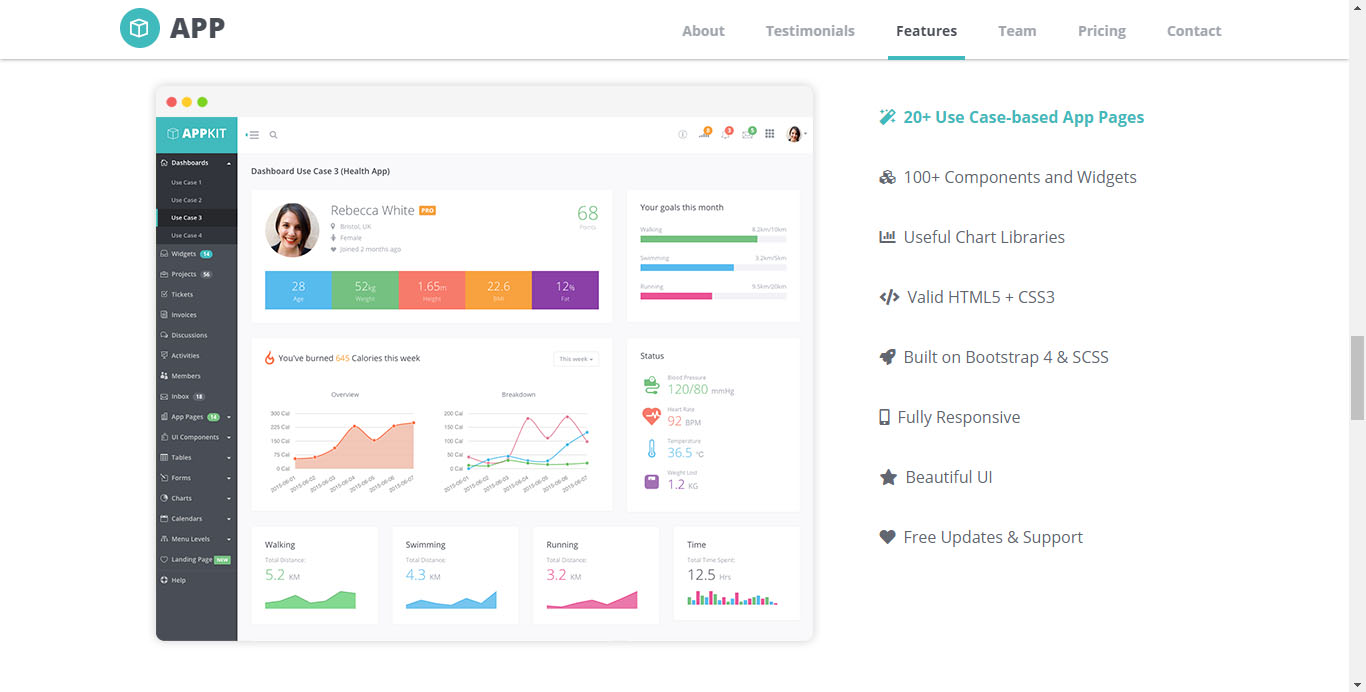 APP
About
Testimonials
Features
Team
Pricing
Contact
APPKIT
8
3
5
Dashboards
Use Case 1
Use Case 2
Use Case 3
Use Case 4
Widgets 14
Projects 56
Tickets
Invoices
Discussions
Activities
Members
Inbox 18
App Pages 14
UI Components
Tables
Forms
Charts
Calendars
Menu Levels
Landing Page NEW
Help
Dashboard Use Case 3 (Health App)
Rebecca White PRO
Bristol, UK
Female
Joined 2 months ago
68
Points
28
Age
52kg
Weight
1.65m
Height
22.6
BMI
12%
Fat
Your goals this month
Walking 8.2km/10km
Swimming 3.2km/5km
Running 9.5km/20km
You've burned 645 Calories this week
This week
Overview
300 Cal
225 Cal
150 Cal
75 Cal
0 Cal
2015-06-01
2015-06-02
2015-06-03
2015-06-04
2015-06-05
2015-06-06
2015-06-07
Breakdown
200 Cal
150 Cal
100 Cal
50 Cal
0 Cal
2015-06-01
2015-06-02
2015-06-03
2015-06-04
2015-06-05
2015-06-06
2015-06-07
Status
Blood Pressure
120/80 mmHg
Heart Rate
92 BPM
Temperature
36.5 °C
Weight Lost
1.2 KG
Walking
Total Distance:
5.2 KM
Swimming
Total Distance:
4.3 KM
Running
Total Distance:
3.2 KM
Time
Total Time Spent:
12.5 Hrs
20+ Use Case-based App Pages
100+ Components and Widgets
Useful Chart Libraries
Valid HTML5 + CSS3
Built on Bootstrap 4 & SCSS
Fully Responsive
Beautiful UI
Free Updates & Support